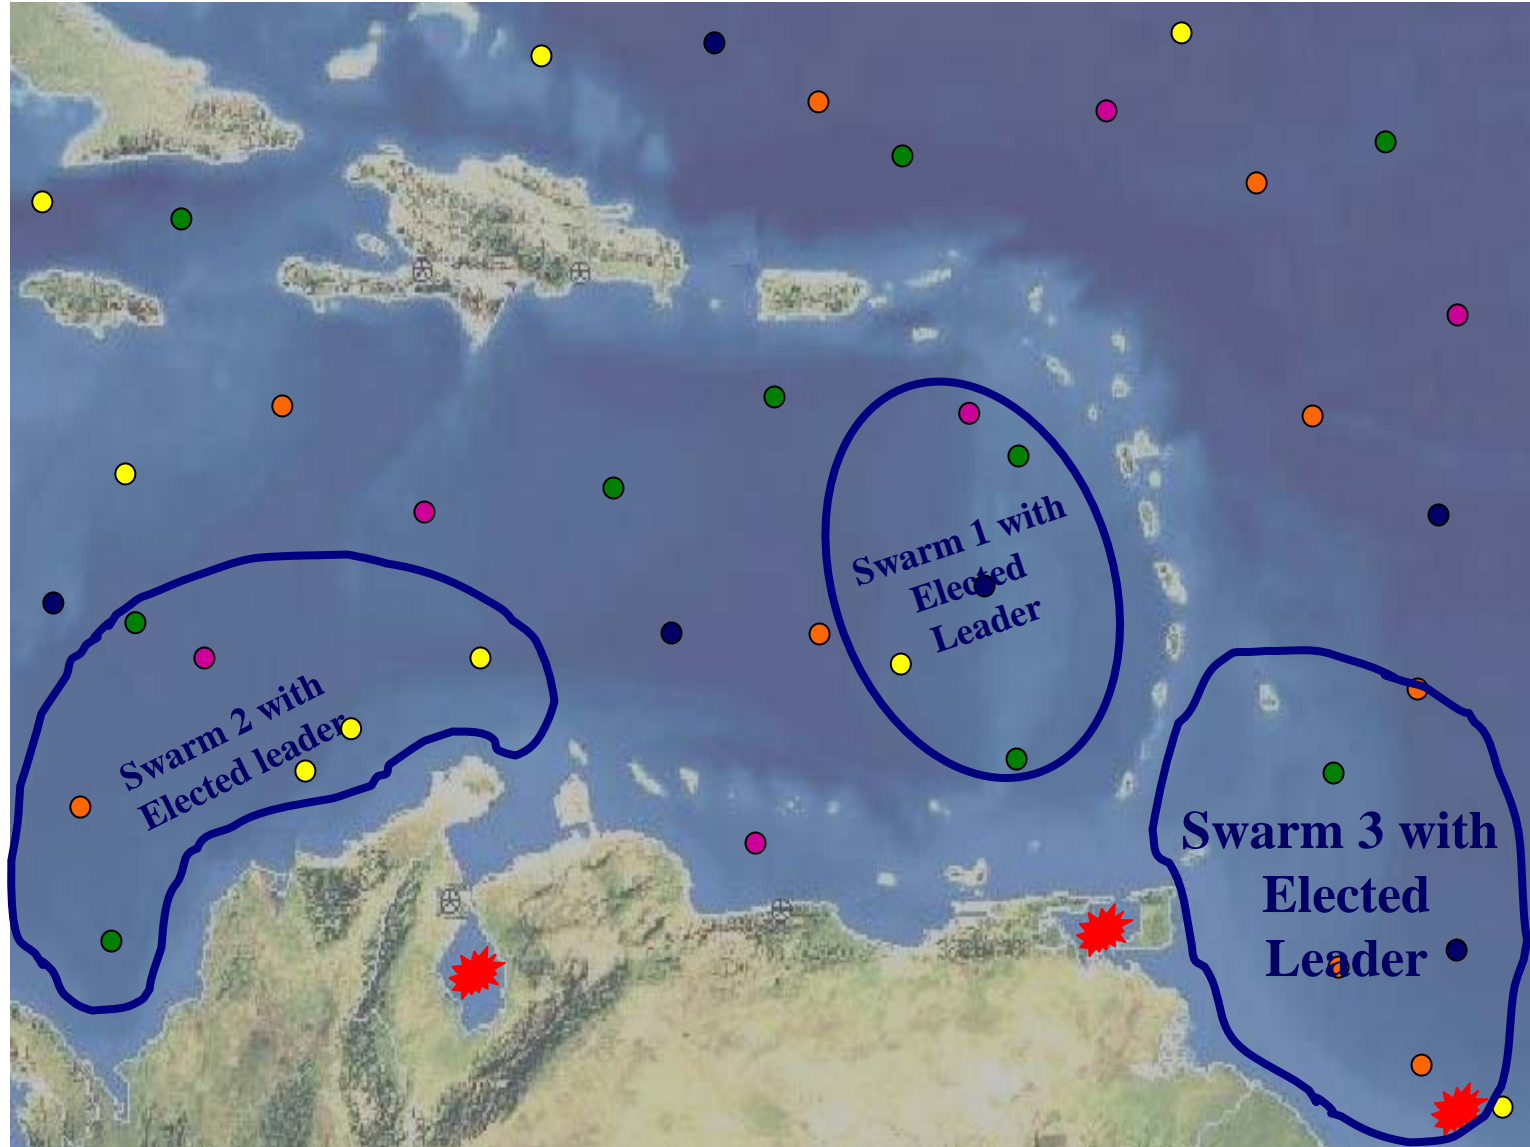 Swarm 1 with
Elected
Leader
Swarm 2 with
Elected leader
Swarm 3 with
Elected
Leader